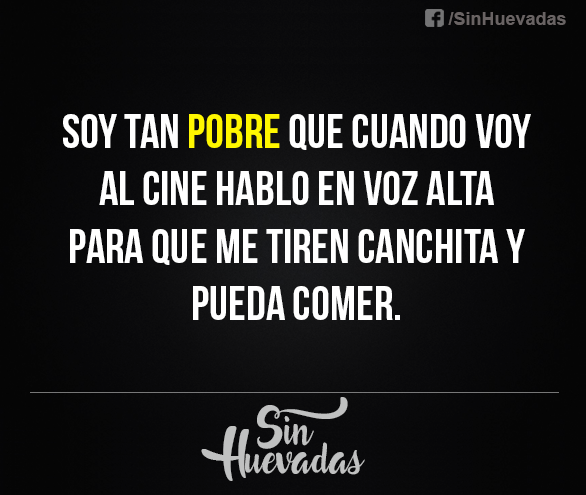 /SinHuevadas
SOY TAN POBRE QUE CUANDO VOY
AL CINE HABLO EN VOZ ALTA
PARA QUE ME TIREN CANCHITA Y
PUEDA COMER.
Sin
Huevadas